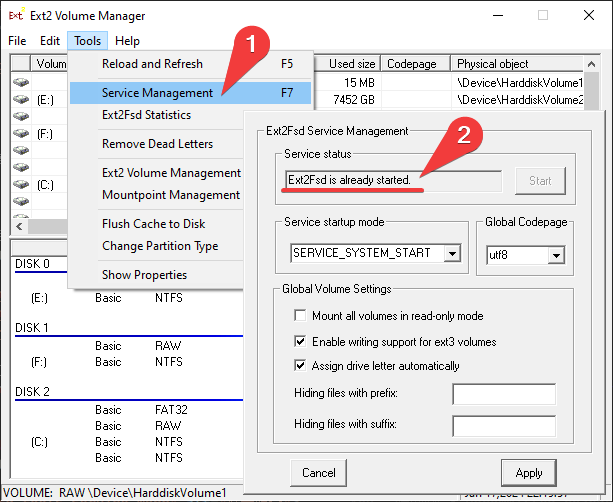 Ext2 Volume Manager
File Edit Tools Help
Volum
Used size Codepage Physical object
15 MB \Device\HarddiskVolume1
(E:) 7452 GB \Device\HarddiskVolume2
(F:)
(C:)
Reload and Refresh F5
Service Management F7
Ext2Fsd Statistics
Remove Dead Letters
Ext2 Volume Management
Mountpoint Management
Flush Cache to Disk
Change Partition Type
Show Properties
1
2
DISK 0
(E:) Basic NTFS
DISK 1
(F:) Basic RAW
Basic NTFS
DISK 2
Basic FAT32
Basic RAW
(C:) Basic NTFS
Basic NTFS
Ext2Fsd Service Management
Service status
Ext2Fsd is already started.
Start
Service startup mode
SERVICE_SYSTEM_START
Global Codepage
utf8
Global Volume Settings
Mount all volumes in read-only mode
Enable writing support for ext3 volumes
Assign drive letter automatically
Hiding files with prefix:
Hiding files with suffix:
Cancel Apply
VOLUME: RAW \Device\HarddiskVolume1